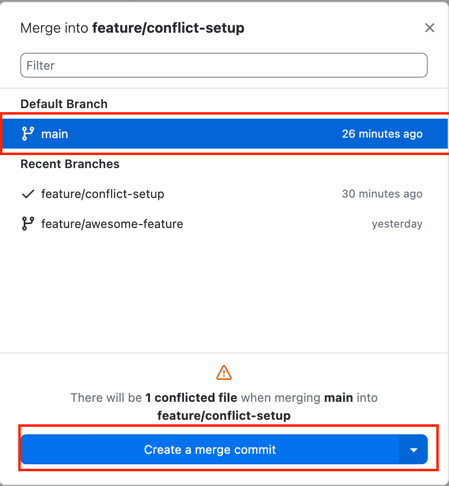 Merge into feature/conflict-setup
Filter
Default Branch
main 26 minutes ago
Recent Branches
feature/conflict-setup 30 minutes ago
feature/awesome-feature yesterday
There will be 1 conflicted file when merging main into
feature/conflict-setup
Create a merge commit